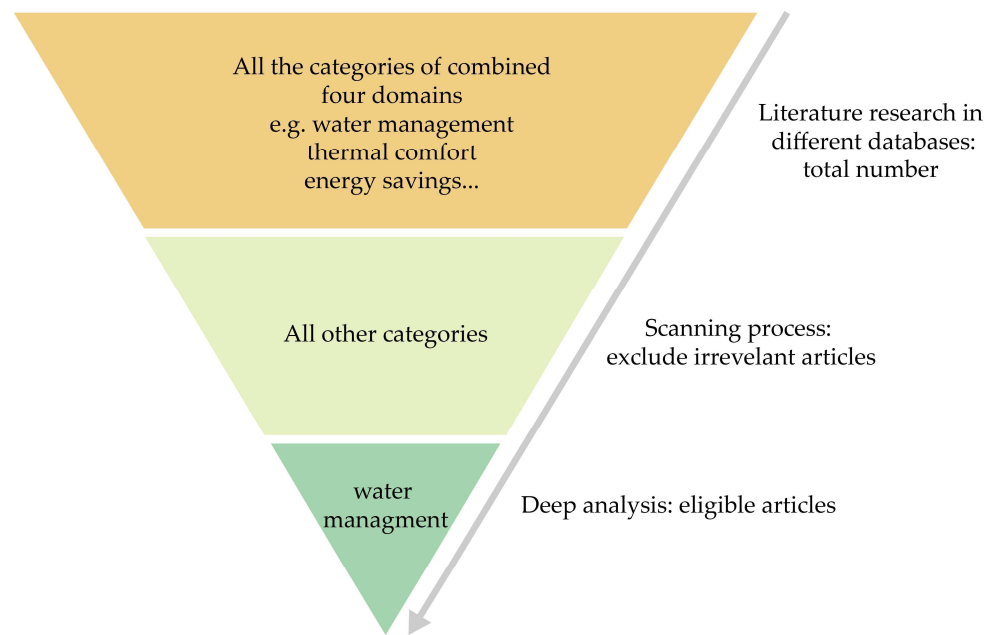 All the categories of combined
four domains
e.g. water management
thermal comfort
energy savings...
Literature research in
different databases:
total number
All other categories
Scanning process:
exclude irrevelant articles
water
managment
Deep analysis: eligible articles